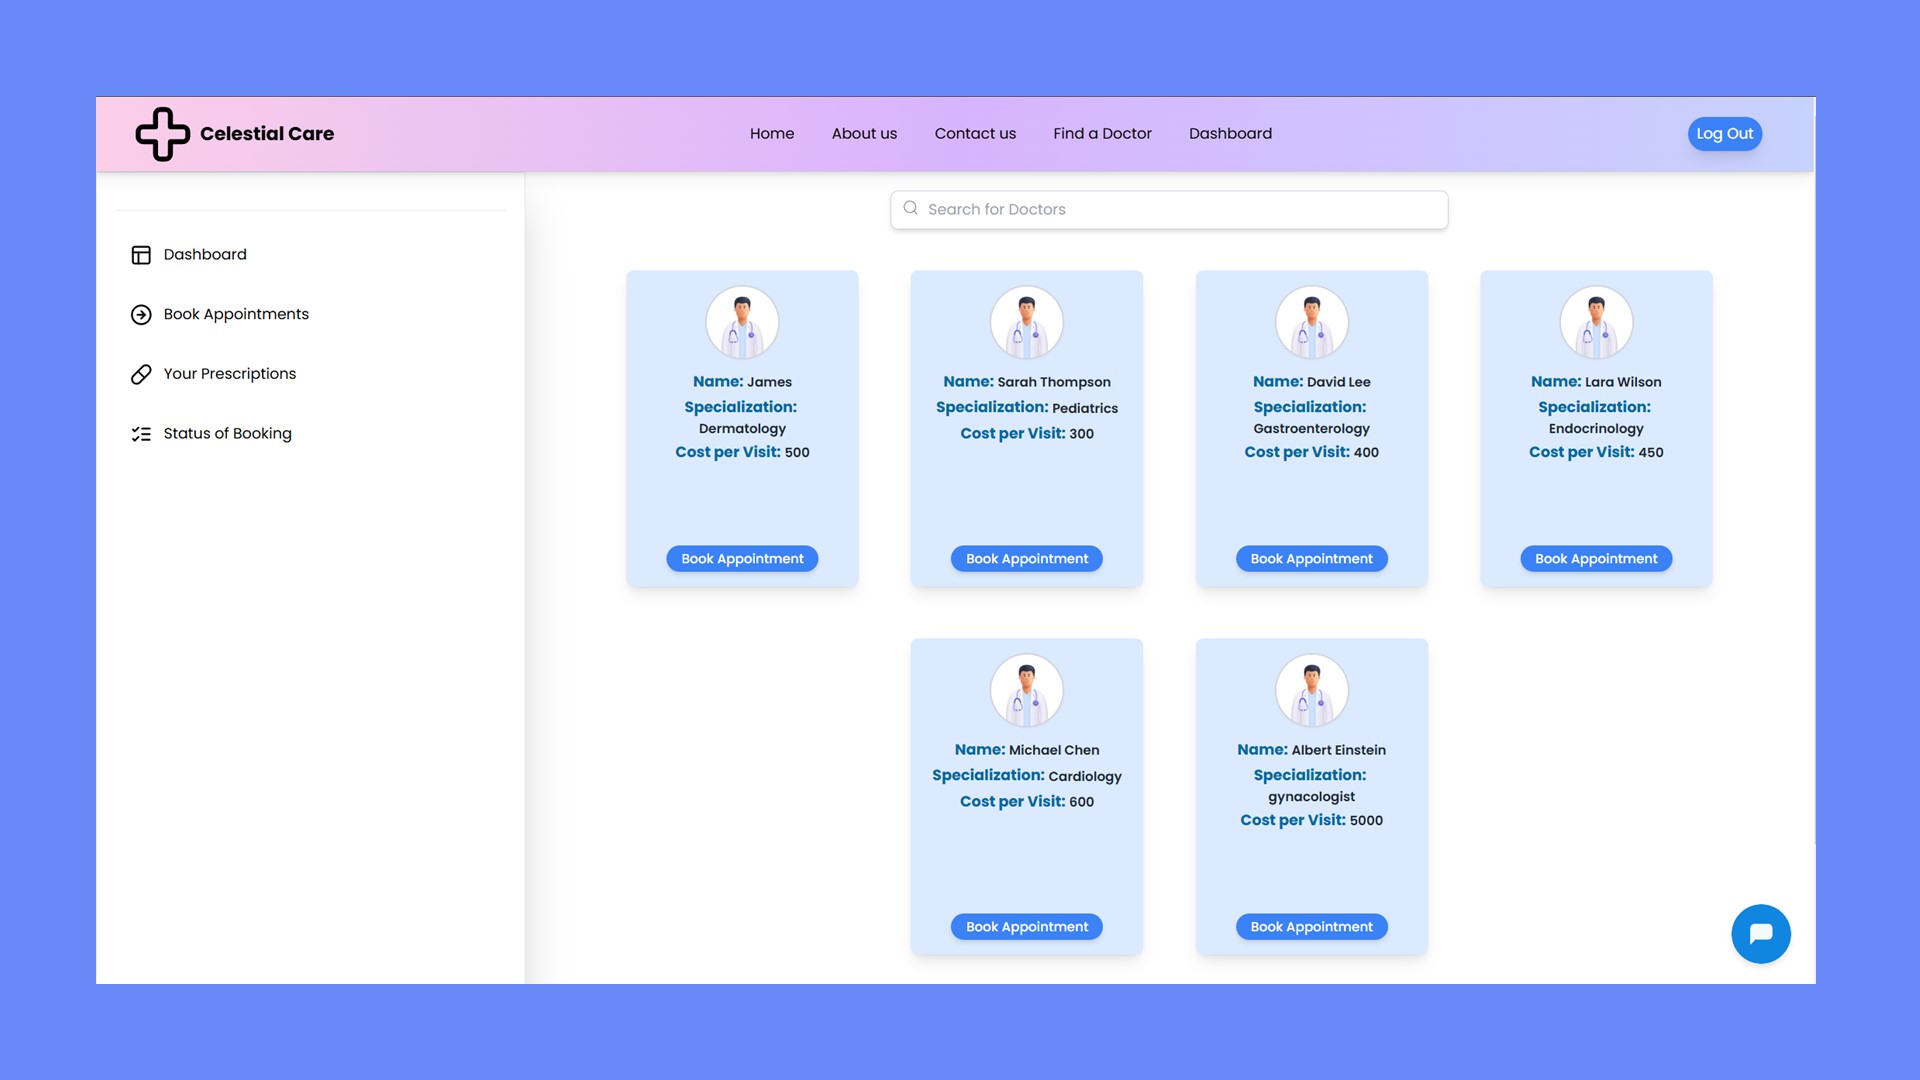 Celestial Care
Home About us Contact us Find a Doctor Dashboard
Log Out
Dashboard
Book Appointments
Your Prescriptions
Status of Booking
Search for Doctors
Name: James
Specialization:
Dermatology
Cost per Visit: 500
Book Appointment
Name: Sarah Thompson
Specialization: Pediatrics
Cost per Visit: 300
Book Appointment
Name: David Lee
Specialization:
Gastroenterology
Cost per Visit: 400
Book Appointment
Name: Lara Wilson
Specialization:
Endocrinology
Cost per Visit: 450
Book Appointment
Name: Michael Chen
Specialization: Cardiology
Cost per Visit: 600
Book Appointment
Name: Albert Einstein
Specialization:
gynacologist
Cost per Visit: 5000
Book Appointment